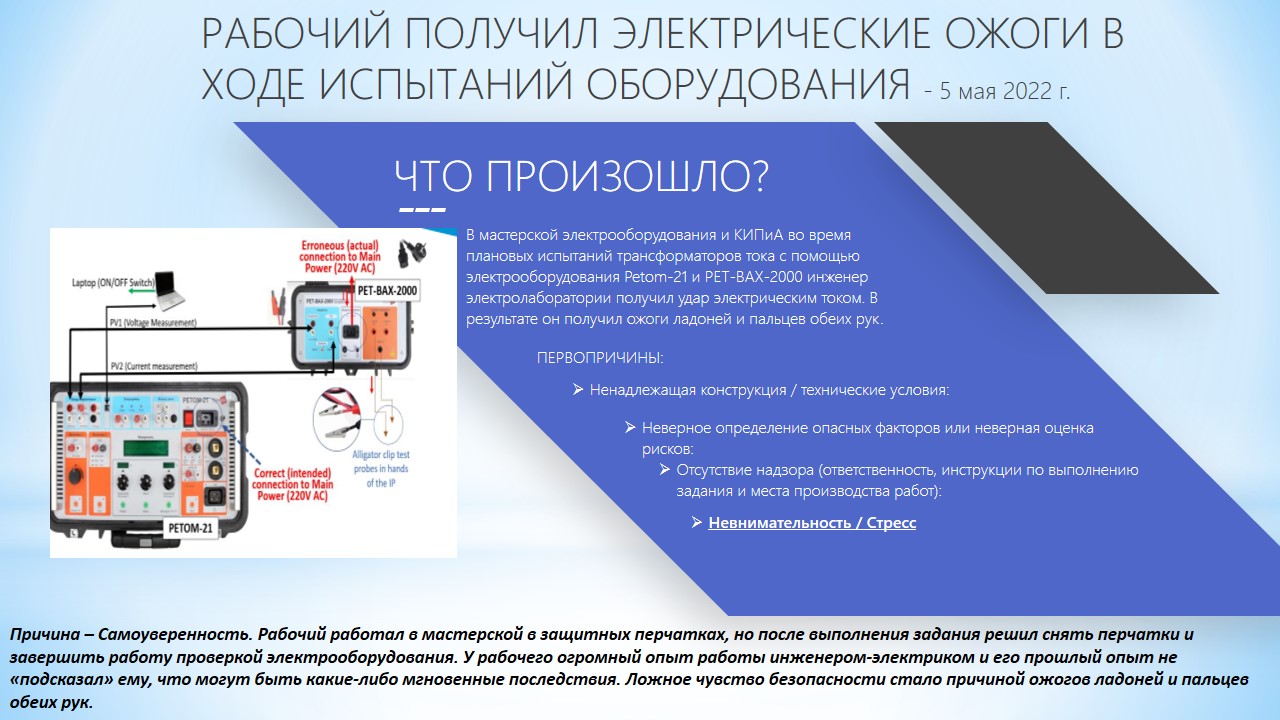 РАБОЧИЙ ПОЛУЧИЛ ЭЛЕКТРИЧЕСКИЕ ОЖОГИ В
ХОДЕ ИСПЫТАНИЙ ОБОРУДОВАНИЯ - 5 мая 2022 г.
ЧТО ПРОИЗОШЛО?
В мастерской электрооборудования и КИПиА во время
плановых испытаний трансформаторов тока с помощью
электрооборудования Petom-21 и РЕТ-ВАХ-2000 инженер
электролаборатории получил удар электрическим током. В
результате он получил ожоги ладоней и пальцев обеих рук.
ПЕРВОПРИЧИНЫ:
➢ Ненадлежащая конструкция / технические условия:
➢ Неверное определение опасных факторов или неверная оценка
рисков:
➢ Отсутствие надзора (ответственность, инструкции по выполнению
задания и места производства работ):
➢ Невнимательность / Стресс
Erroneous (actual)
connection to Main
Power (220V AC)
Laptop (ON/OFF Switch)
PET-BAX-2000
РЕТ-ВАХ-2000
PV1 (Voltage Measurement)
PV2 (Current measurement)
РЕТОМ-21
Alligator clip test
probes in hands
of the IP
Correct (intended)
connection to Main
Power (220V AC)
PETOM-21
Причина – Самоуверенность. Рабочий работал в мастерской в защитных перчатках, но после выполнения задания решил снять перчатки и
завершить работу проверкой электрооборудования. У рабочего огромный опыт работы инженером-электриком и его прошлый опыт не
«подсказал» ему, что могут быть какие-либо мгновенные последствия. Ложное чувство безопасности стало причиной ожогов ладоней и пальцев
обеих рук.